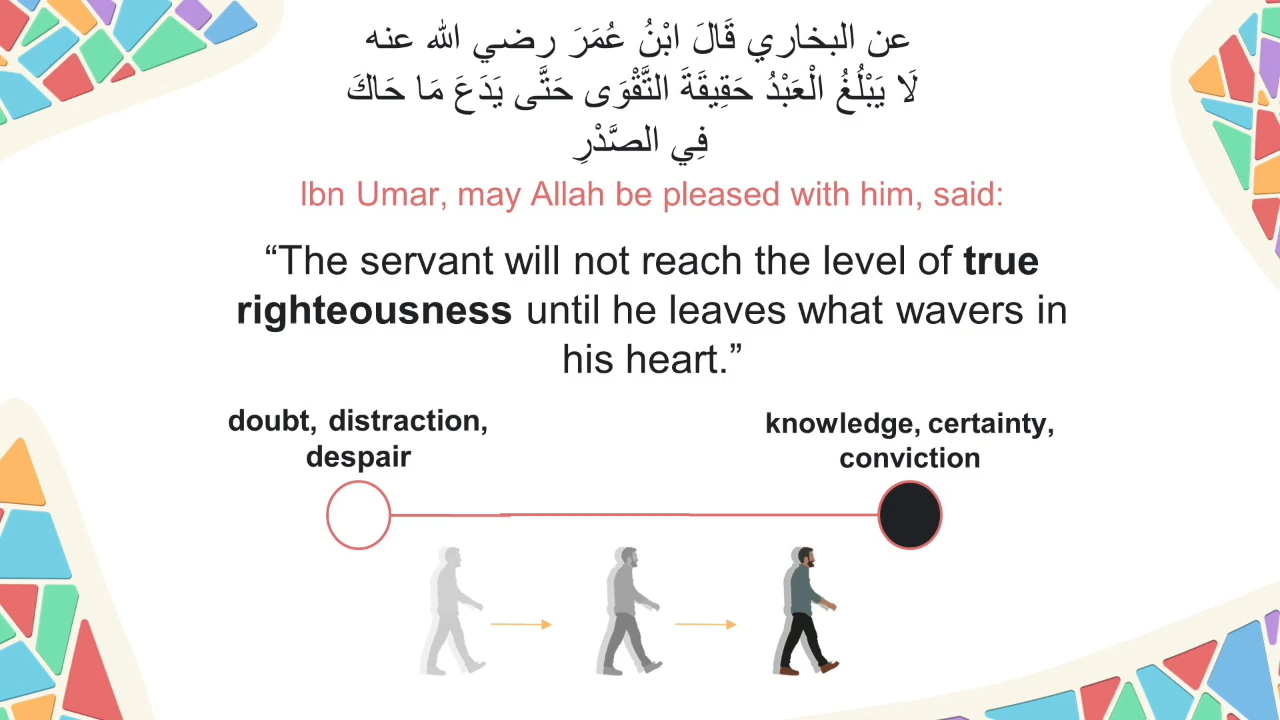 عن البخاري قَالَ ابْنُ عُمَرَ رضي الله عنه
لَا يَبْلُغُ الْعَبْدُ حَقِيقَةَ التَّقْوَى حَتَّى يَدَعَ مَا حَاكَ
فِي الصَّدْرِ
Ibn Umar, may Allah be pleased with him, said:
“The servant will not reach the level of true
righteousness until he leaves what wavers in
his heart.”
doubt, distraction,
despair
knowledge, certainty,
conviction